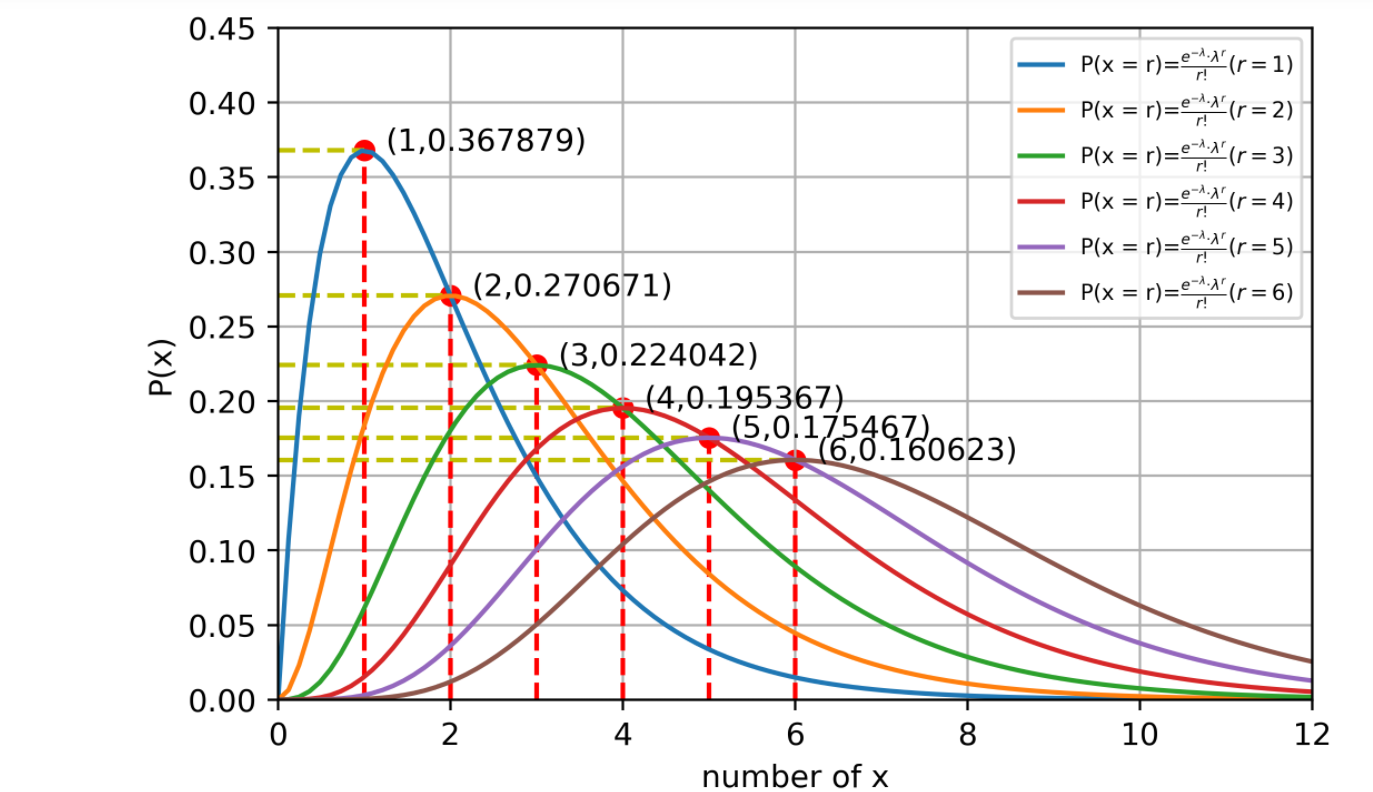 0.45
0.40
0.35
0.30
0.25
0.20
0.15
0.10
0.05
0.00
P(x)
(1,0.367879)
(2,0.270671)
(3,0.224042)
(4,0.195367)
(5,0.175467)
(6,0.160623)
P(x = r)=e^{-λ}·λ^r/r!(r = 1)
P(x = r)=e^{-λ}·λ^r/r!(r = 2)
P(x = r)=e^{-λ}·λ^r/r!(r = 3)
P(x = r)=e^{-λ}·λ^r/r!(r = 4)
P(x = r)=e^{-λ}·λ^r/r!(r = 5)
P(x = r)=e^{-λ}·λ^r/r!(r = 6)
0 2 4 6 8 10 12
number of x